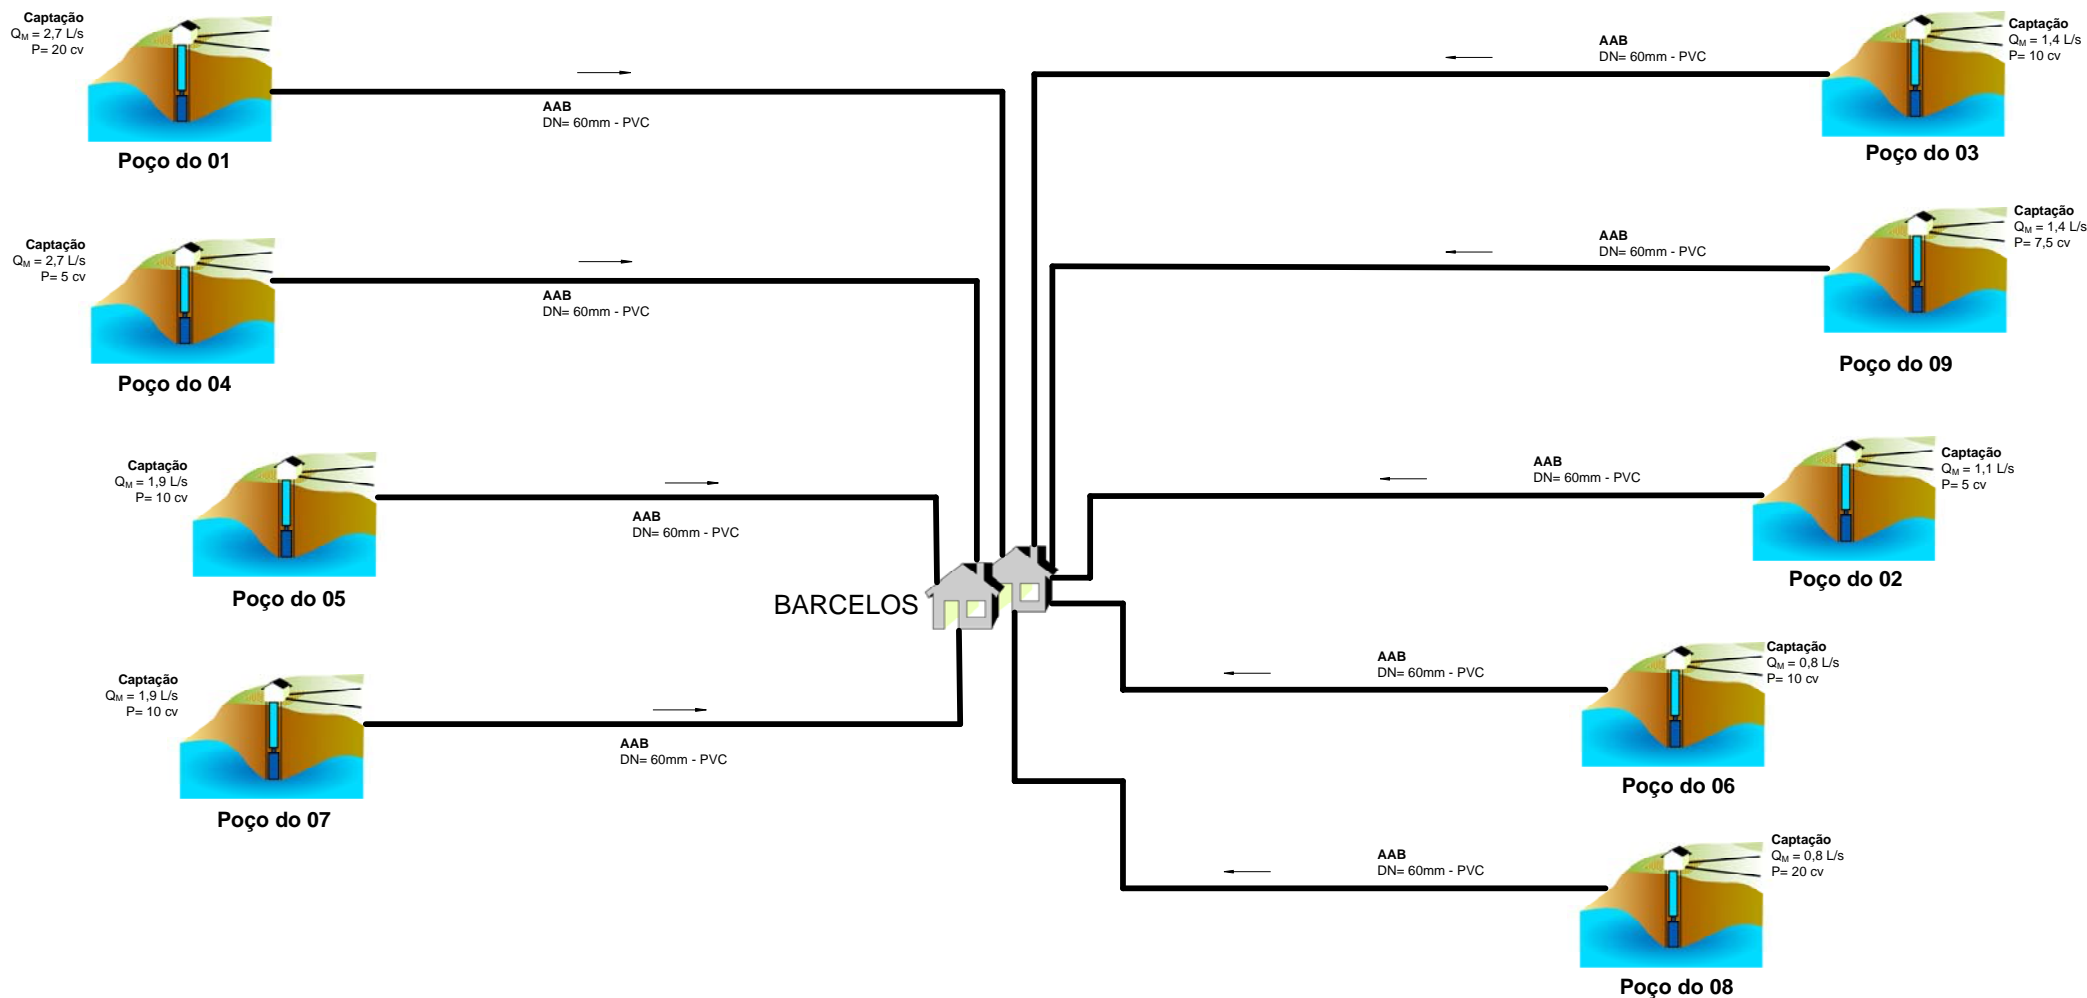 Captação
QM = 2,7 L/s
P= 20 cv
AAB
DN= 60mm - PVC
Poço do 01
AAB
DN= 60mm - PVC
Captação
QM = 1,4 L/s
P= 10 cv
Poço do 03
Captação
QM = 2,7 L/s
P= 5 cv
AAB
DN= 60mm - PVC
Poço do 04
AAB
DN= 60mm - PVC
Captação
QM = 1,4 L/s
P= 7,5 cv
Poço do 09
Captação
QM = 1,9 L/s
P= 10 cv
AAB
DN= 60mm - PVC
Poço do 05
AAB
DN= 60mm - PVC
Captação
QM = 1,1 L/s
P= 5 cv
Poço do 02
BARCELOS
Captação
QM = 1,9 L/s
P= 10 cv
AAB
DN= 60mm - PVC
Poço do 07
AAB
DN= 60mm - PVC
Captação
QM = 0,8 L/s
P= 10 cv
Poço do 06
AAB
DN= 60mm - PVC
Captação
QM = 0,8 L/s
P= 20 cv
Poço do 08